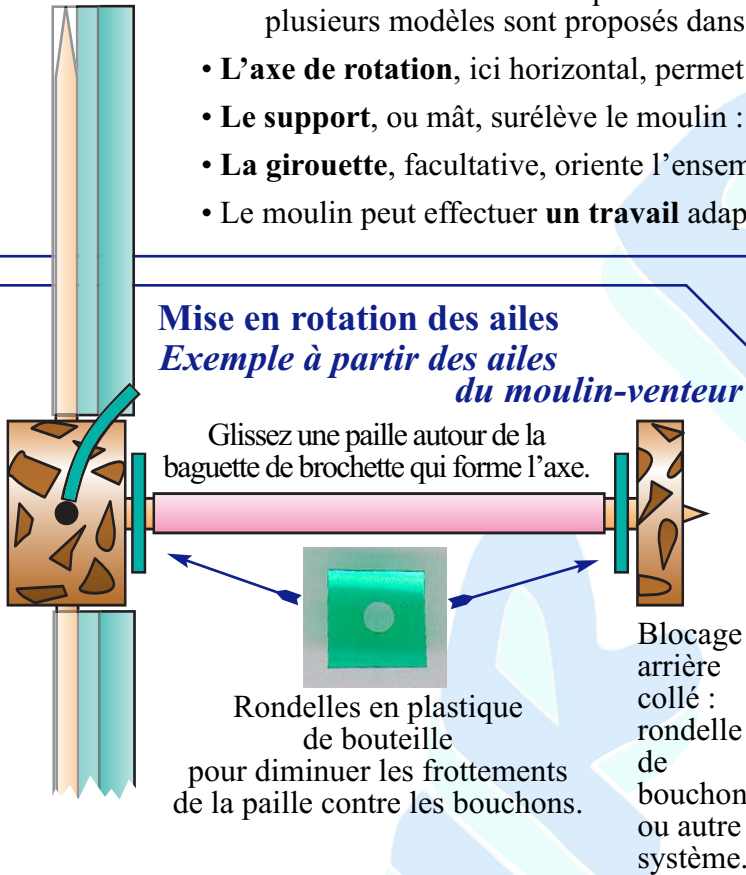 plusieurs modèles sont proposés dans
• L’axe de rotation, ici horizontal, permet
• Le support, ou mât, surélève le moulin :
• La girouette, facultative, oriente l’ensem
• Le moulin peut effectuer un travail adap
Mise en rotation des ailes
Exemple à partir des ailes
du moulin-venteur
Glissez une paille autour de la
baguette de brochette qui forme l’axe.
Rondelles en plastique
de bouteille
pour diminuer les frottements
de la paille contre les bouchons.
Blocage
arrière
collé :
rondelle
de
bouchon
ou autre
système.